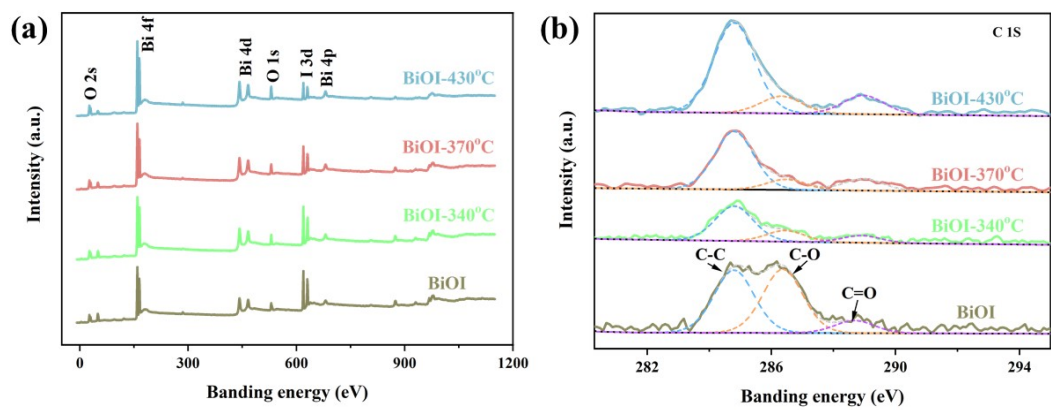 (a)
Intensity (a.u.)
O 2s
Bi 4f
Bi 4d
O 1s
I 3d
Bi 4p
BiOI-430°C
BiOI-370°C
BiOI-340°C
BiOI
0 300 600 900 1200
Banding energy (eV)
(b)
Intensity (a.u.)
C 1S
BiOI-430°C
BiOI-370°C
BiOI-340°C
C-C
C-O
C=O
BiOI
282 286 290 294
Banding energy (eV)